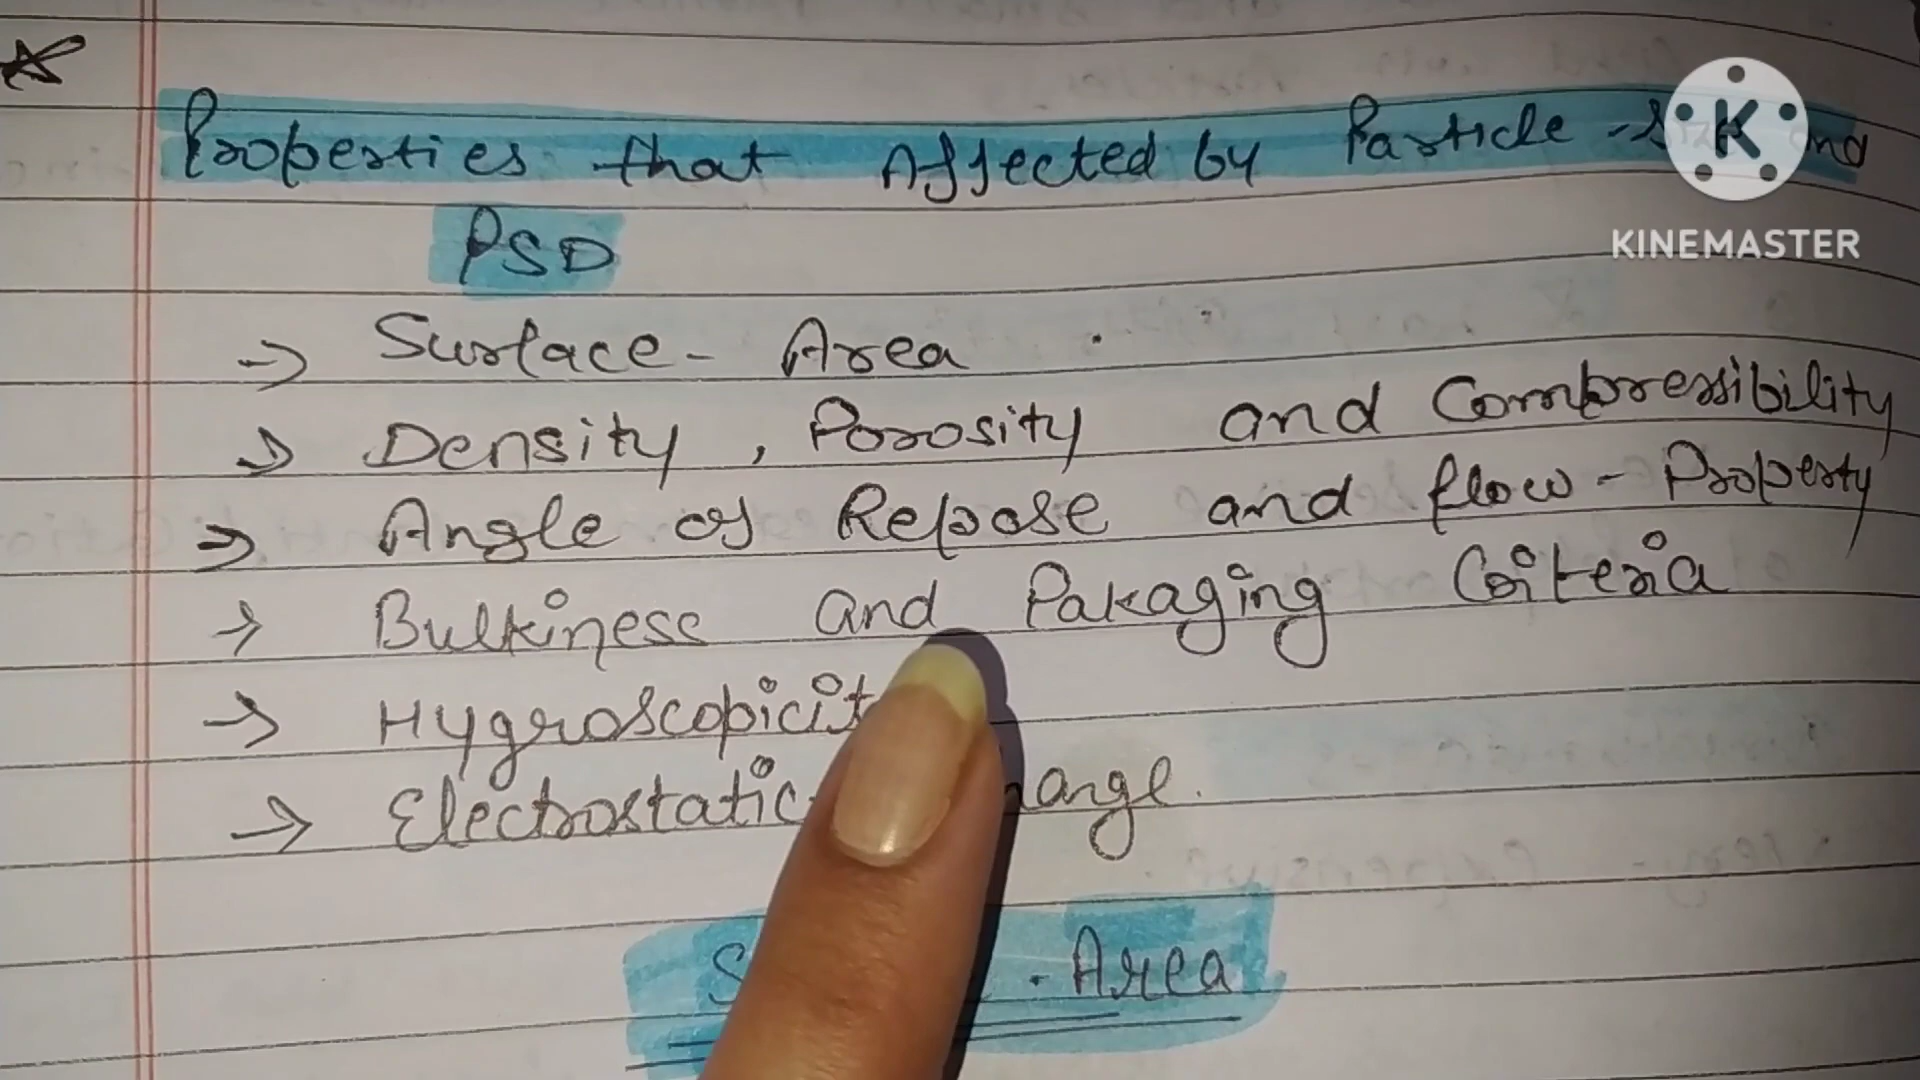 Properties that Affected by Particle - and
PSD
→ Surface - Area
→ Density, Porosity and Compressibility
→ Angle of Repose and flow - Property
→ Bulkiness and Pakaging Criteria
→ Hygroscopicit
→ Electrostatic
Area
K
KINEMASTER